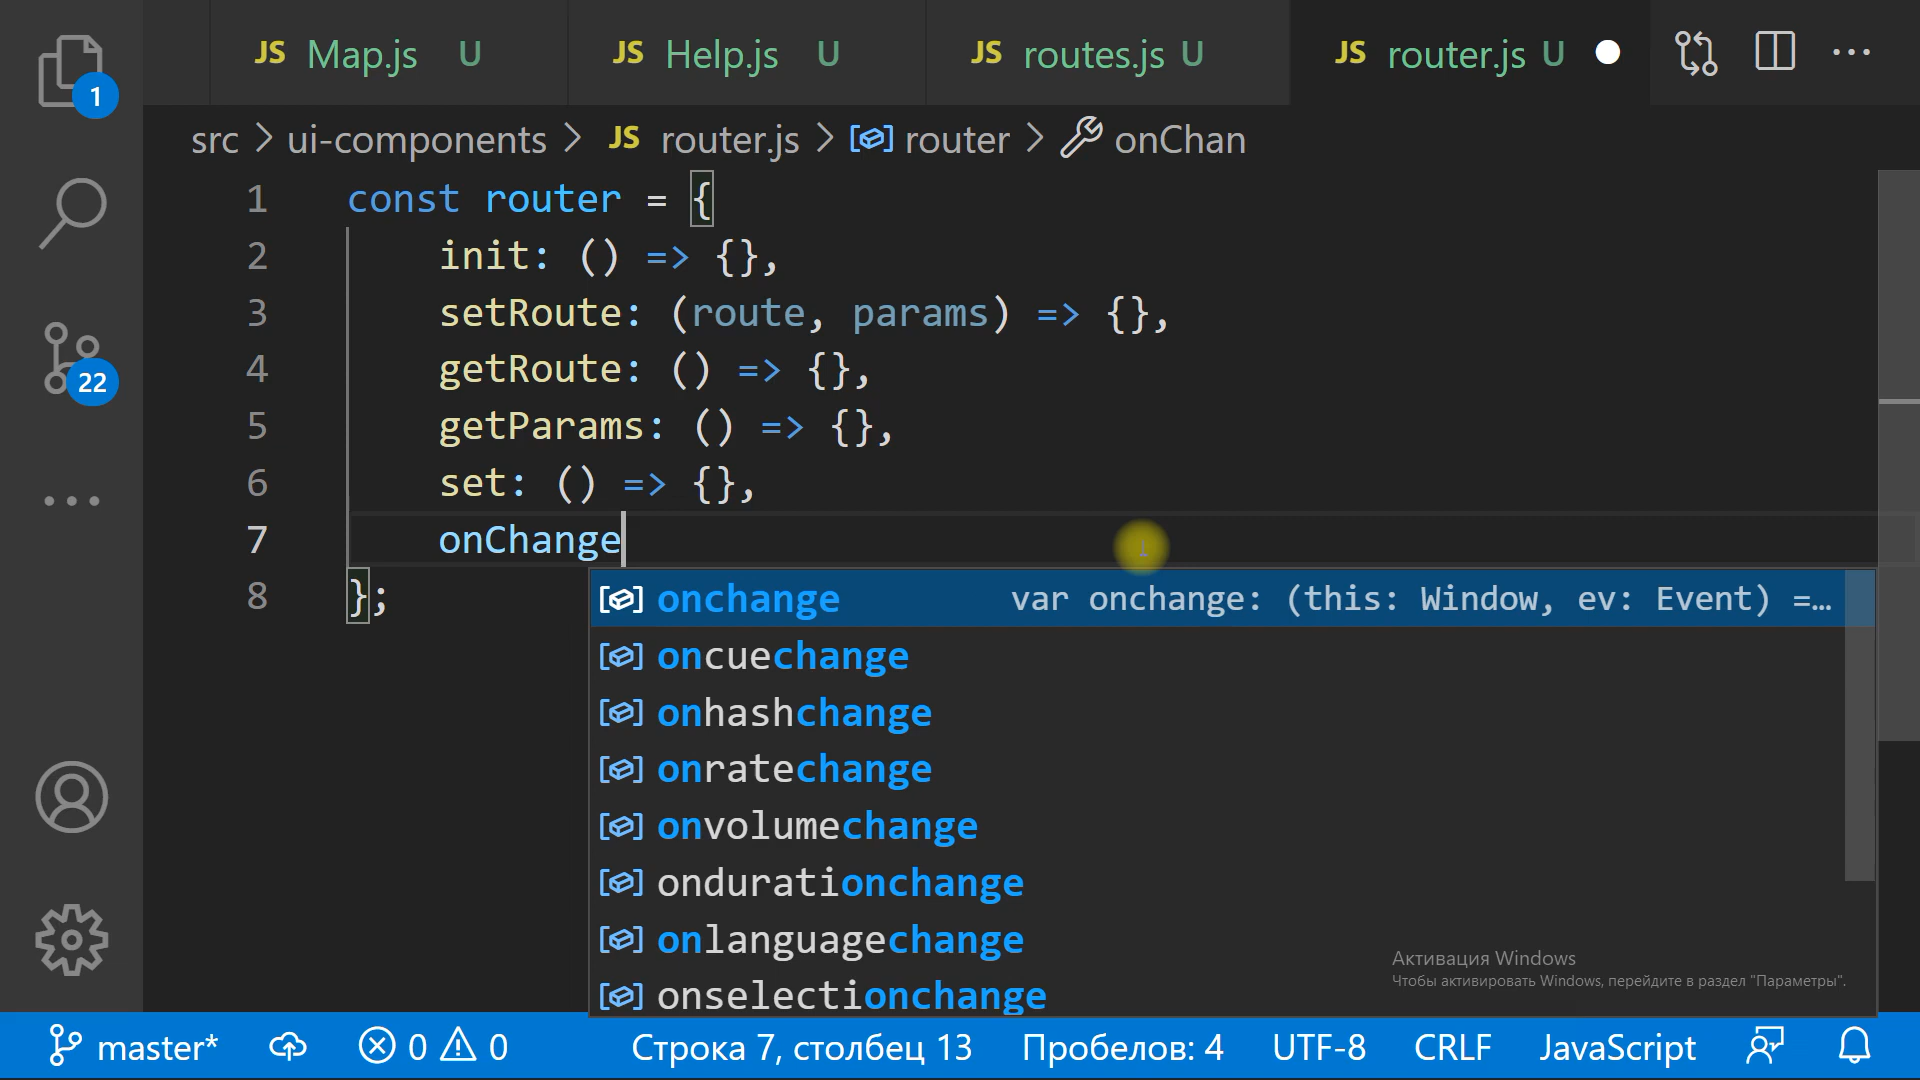 JS Map.js U JS Help.js U JS routes.js U JS router.js U
1
src > ui-components > JS router.js > router > onChan
1 const router = {
2 init: () => {},
3 setRoute: (route, params) => {},
4 getRoute: () => {},
5 getParams: () => {},
6 set: () => {},
7 onChange
8 };
22
onchange var onchange: (this: Window, ev: Event) =…
oncuechange
onhashchange
onratechange
onvolumechange
ondurationchange
onlanguagechange
onselectionchange
Активация Windows
Чтобы активировать Windows, перейдите в раздел "Параметры".
master* 0 0 Строка 7, столбец 13 Пробелов: 4 UTF-8 CRLF JavaScript